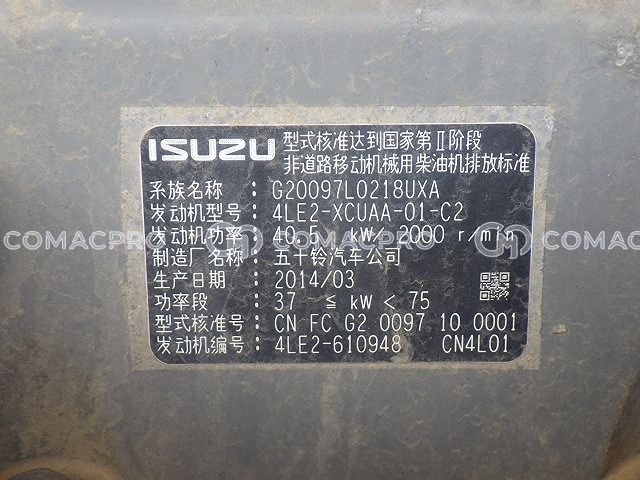 ISUZU 型式核准达到国家第Ⅱ阶段
非道路移动机械用柴油机排放标准
系族名称: G20097L0218UXA
发动机型号: 4LE2-XCUAA-01-C2
发动机功率: 40.5 kW/ 2000 r/min
制造厂名称: 五十铃汽车公司
生产日期: 2014/03
功率段: 37 ≦ kW < 75
型式核准号: CN FC G2 0097 10 0001
发动机编号: 4LE2-610948 CN4L01
COMACPRO COMACPRO COMACPRO